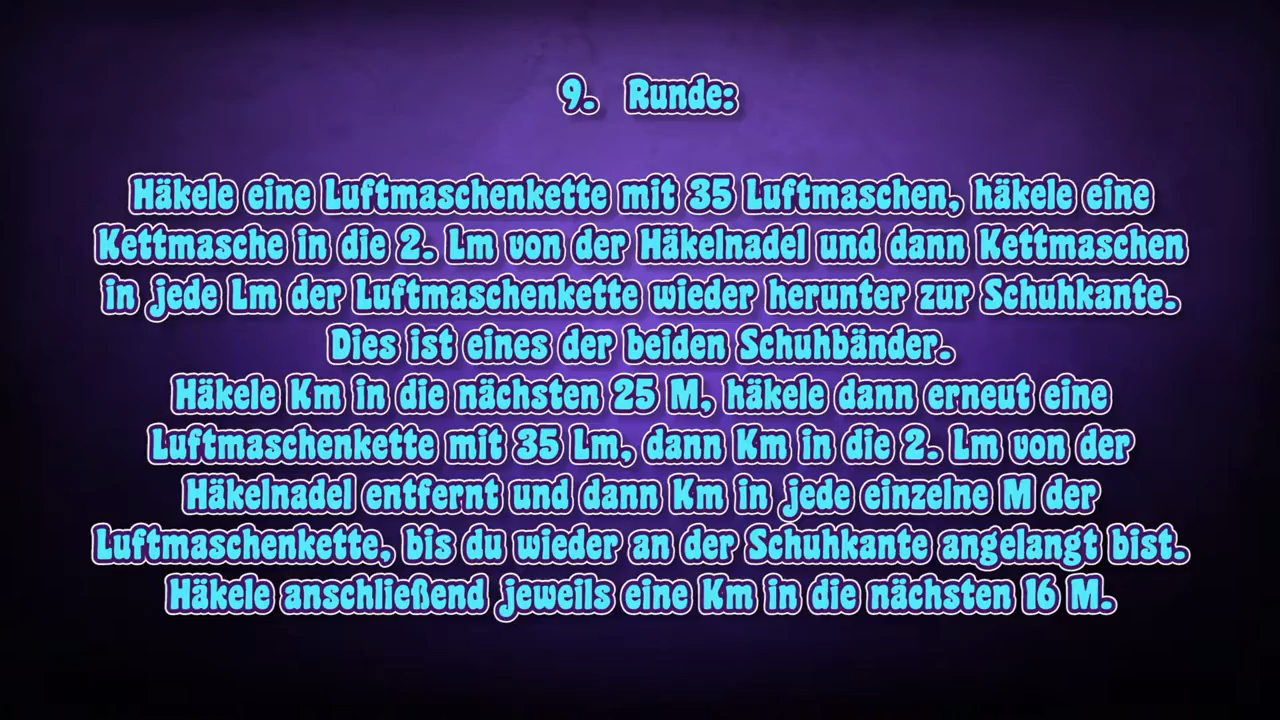 9. Runde:
Häkele eine Luftmaschenkette mit 35 Luftmaschen, häkele eine
Kettmasche in die 2. Lm von der Häkelnadel und dann Kettmaschen
in jede Lm der Luftmaschenkette wieder herunter zur Schuhkante.
Dies ist eines der beiden Schuhbänder.
Häkele Km in die nächsten 25 M, häkele dann erneut eine
Luftmaschenkette mit 35 Lm, dann Km in die 2. Lm von der
Häkelnadel entfernt und dann Km in jede einzelne M der
Luftmaschenkette, bis du wieder an der Schuhkante angelangt bist.
Häkele anschließend jeweils eine Km in die nächsten 16 M.